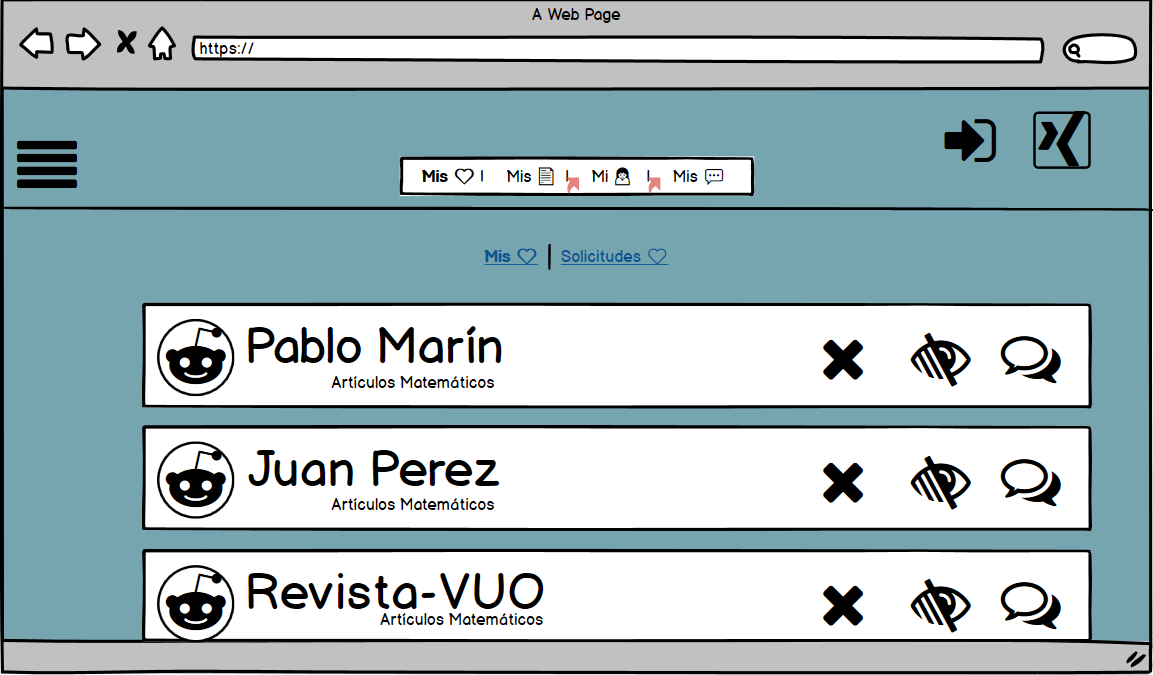 A Web Page
https://
Mis | Mis | Mi | Mis
Mis | Solicitudes
Pablo Marín
Artículos Matemáticos
Juan Perez
Artículos Matemáticos
Revista-VUO
Artículos Matemáticos